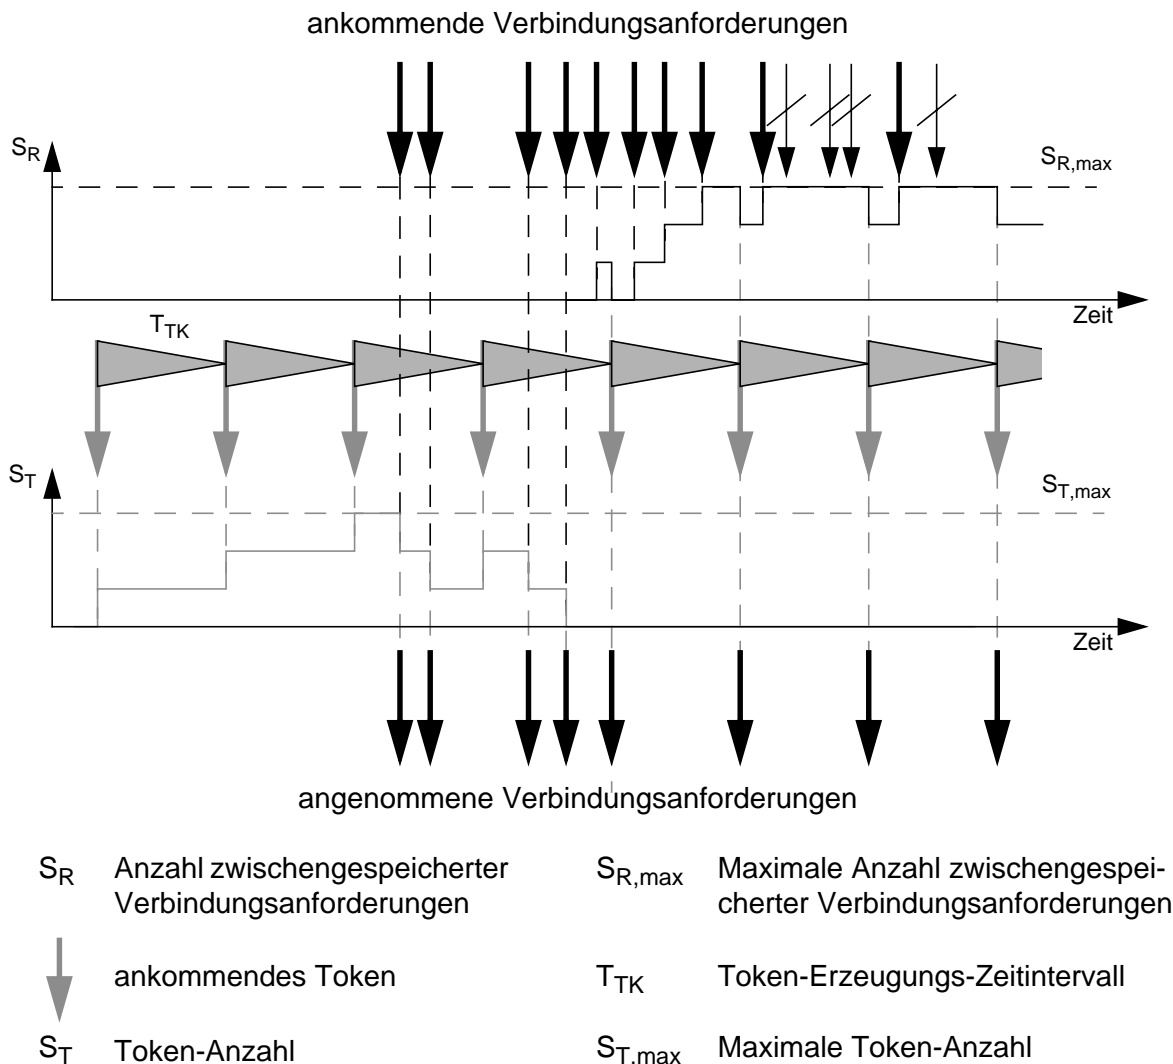 ankommende Verbindungsanforderungen
S_R
S_R,max
Zeit
T_TK
S_T
S_T,max
Zeit
angenommene Verbindungsanforderungen
S_R Anzahl zwischengespeicherter
Verbindungsanforderungen
S_R,max Maximale Anzahl zwischengespei-
cherter Verbindungsanforderungen
ankommendes Token
T_TK Token-Erzeugungs-Zeitintervall
S_T Token-Anzahl
S_T,max Maximale Token-Anzahl